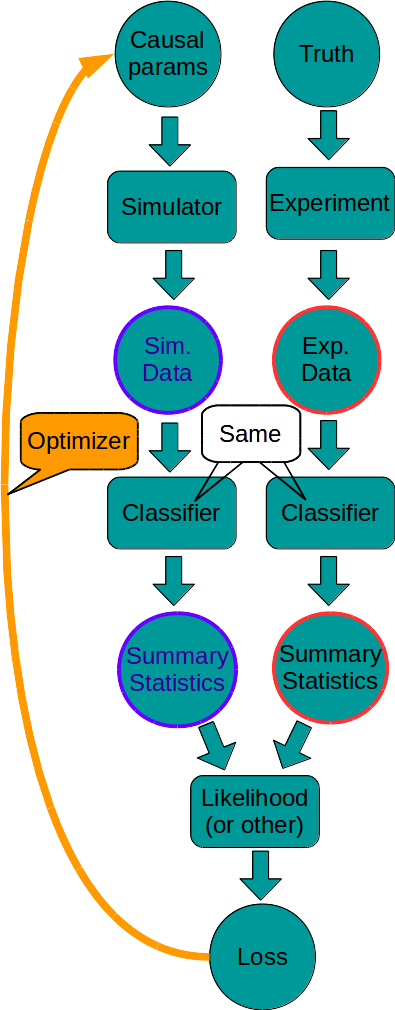 Causal
params
Truth
Simulator
Experiment
Sim.
Data
Exp.
Data
Optimizer
Same
Classifier
Classifier
Summary
Statistics
Summary
Statistics
Likelihood
(or other)
Loss